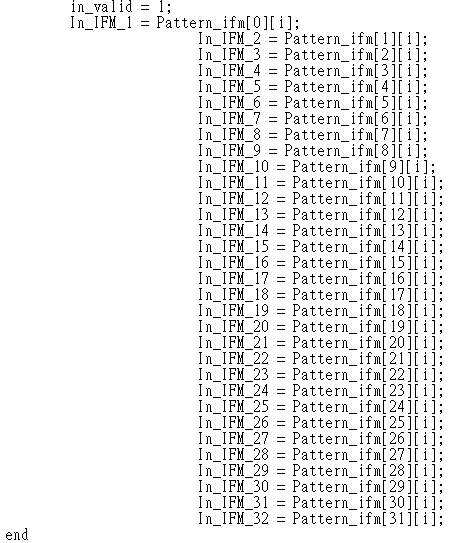 in_valid = 1;
In_IFM_1 = Pattern_ifm[0][i];
In_IFM_2 = Pattern_ifm[1][i];
In_IFM_3 = Pattern_ifm[2][i];
In_IFM_4 = Pattern_ifm[3][i];
In_IFM_5 = Pattern_ifm[4][i];
In_IFM_6 = Pattern_ifm[5][i];
In_IFM_7 = Pattern_ifm[6][i];
In_IFM_8 = Pattern_ifm[7][i];
In_IFM_9 = Pattern_ifm[8][i];
In_IFM_10 = Pattern_ifm[9][i];
In_IFM_11 = Pattern_ifm[10][i];
In_IFM_12 = Pattern_ifm[11][i];
In_IFM_13 = Pattern_ifm[12][i];
In_IFM_14 = Pattern_ifm[13][i];
In_IFM_15 = Pattern_ifm[14][i];
In_IFM_16 = Pattern_ifm[15][i];
In_IFM_17 = Pattern_ifm[16][i];
In_IFM_18 = Pattern_ifm[17][i];
In_IFM_19 = Pattern_ifm[18][i];
In_IFM_20 = Pattern_ifm[19][i];
In_IFM_21 = Pattern_ifm[20][i];
In_IFM_22 = Pattern_ifm[21][i];
In_IFM_23 = Pattern_ifm[22][i];
In_IFM_24 = Pattern_ifm[23][i];
In_IFM_25 = Pattern_ifm[24][i];
In_IFM_26 = Pattern_ifm[25][i];
In_IFM_27 = Pattern_ifm[26][i];
In_IFM_28 = Pattern_ifm[27][i];
In_IFM_29 = Pattern_ifm[28][i];
In_IFM_30 = Pattern_ifm[29][i];
In_IFM_31 = Pattern_ifm[30][i];
In_IFM_32 = Pattern_ifm[31][i];
end